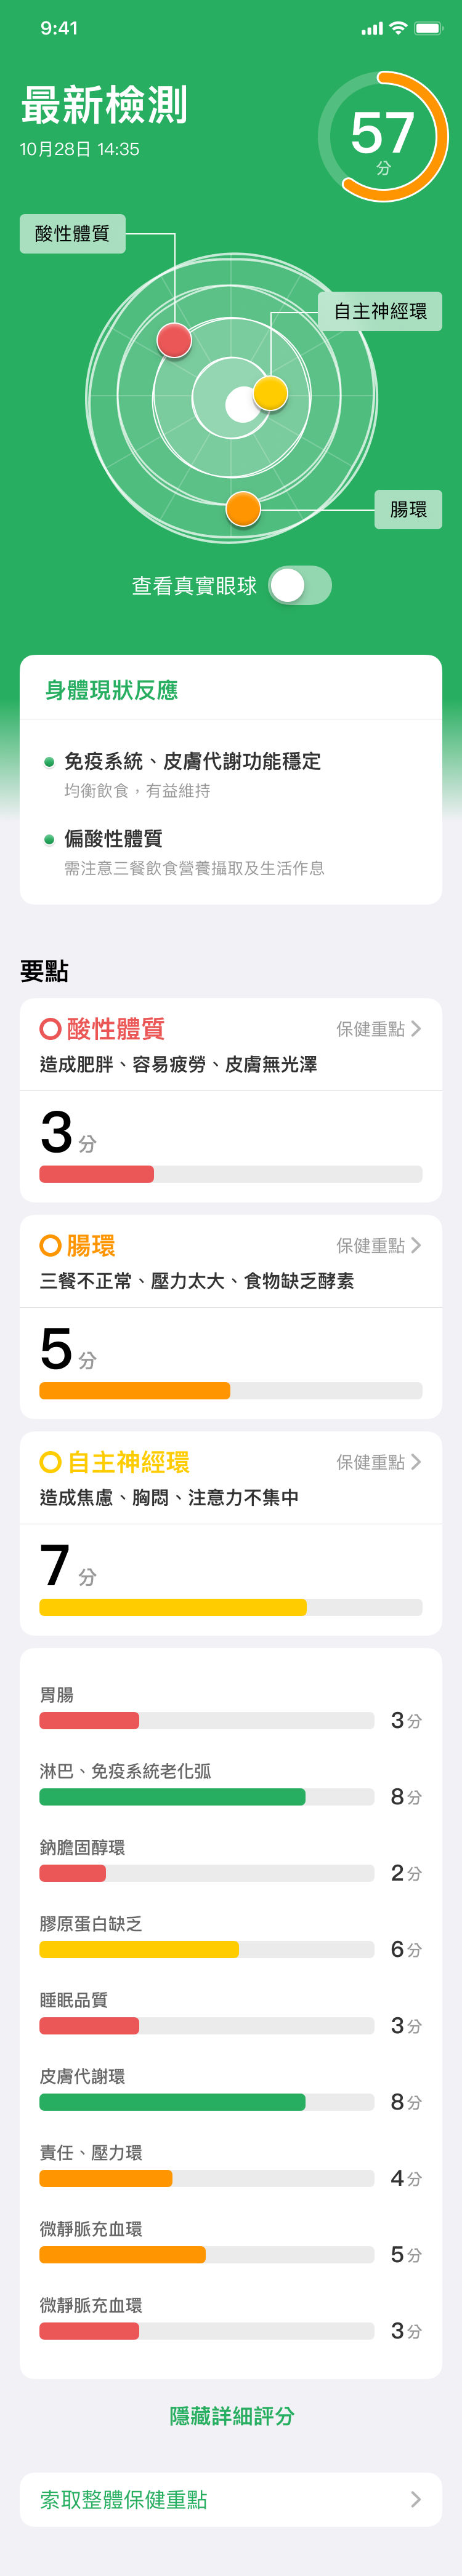 9:41
最新檢測
10月28日 14:35
57
分
酸性體質
自主神經環
腸環
查看真實眼球
身體現狀反應
免疫系統、皮膚代謝功能穩定
均衡飲食，有益維持
偏酸性體質
需注意三餐飲食營養攝取及生活作息
要點
酸性體質
保健重點
造成肥胖、容易疲勞、皮膚無光澤
3 分
腸環
保健重點
三餐不正常、壓力太大、食物缺乏酵素
5 分
自主神經環
保健重點
造成焦慮、胸悶、注意力不集中
7 分
胃腸
3分
淋巴、免疫系統老化弧
8分
鈉膽固醇環
2分
膠原蛋白缺乏
6分
睡眠品質
3分
皮膚代謝環
8分
責任、壓力環
4分
微靜脈充血環
5分
微靜脈充血環
3分
隱藏詳細評分
索取整體保健重點